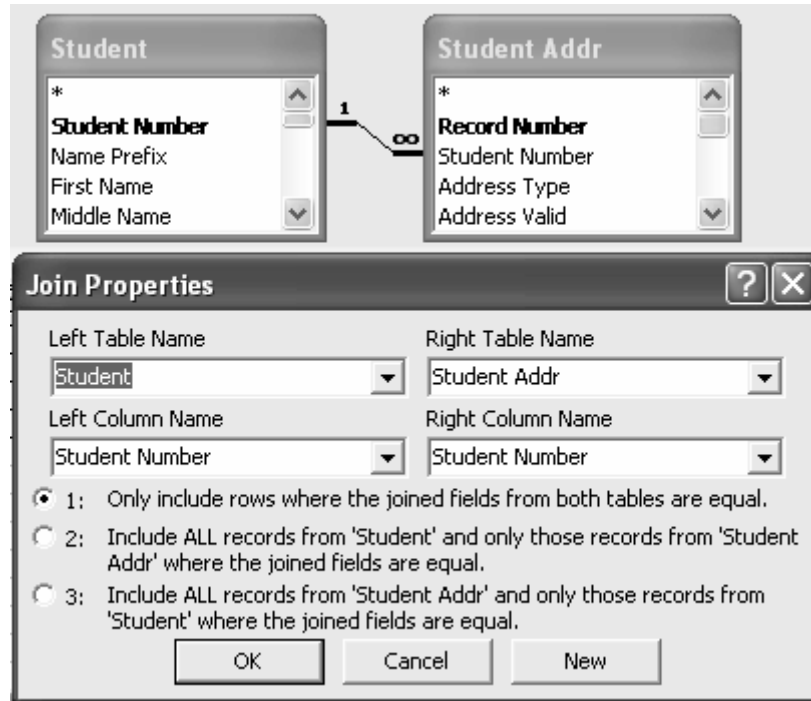 Student
*
Student Number
Name Prefix
First Name
Middle Name
1
∞
Student Addr
*
Record Number
Student Number
Address Type
Address Valid
Join Properties
?
Left Table Name
Right Table Name
Student
Student Addr
Left Column Name
Right Column Name
Student Number
Student Number
1: Only include rows where the joined fields from both tables are equal.
2: Include ALL records from 'Student' and only those records from 'Student
Addr' where the joined fields are equal.
3: Include ALL records from 'Student Addr' and only those records from
'Student' where the joined fields are equal.
OK
Cancel
New